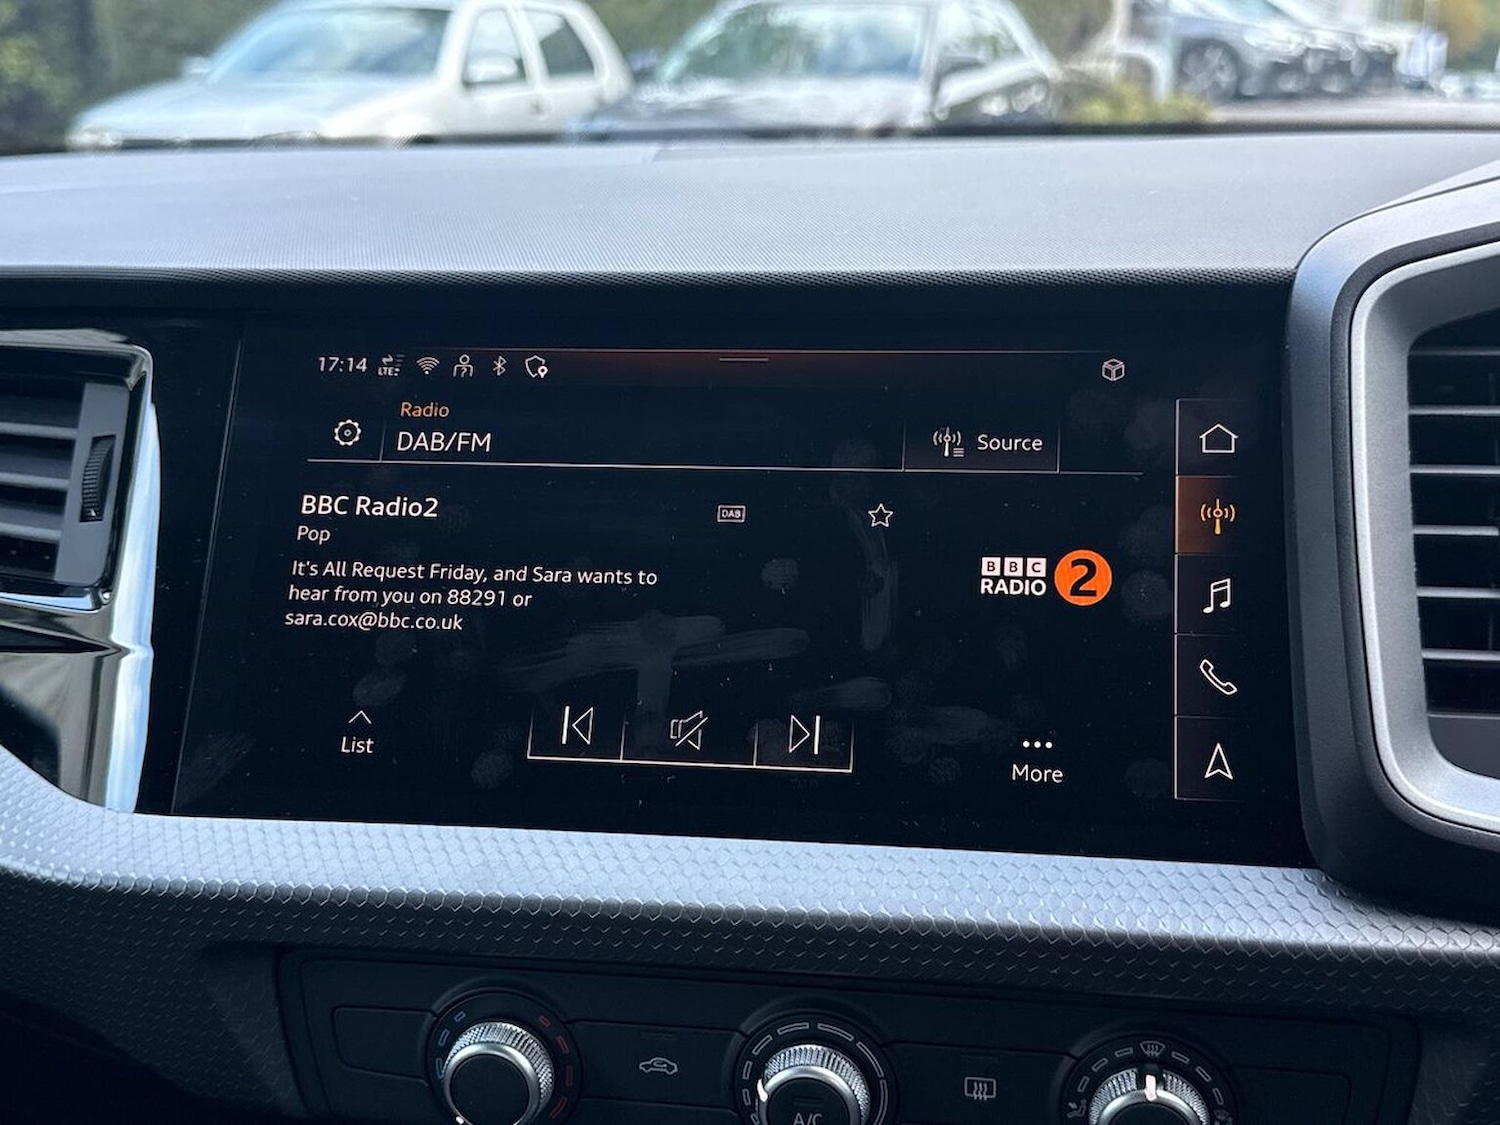 17:14 LTE
Radio
DAB/FM
Source
BBC Radio2
DAB
Pop
It's All Request Friday, and Sara wants to
hear from you on 88291 or
sara.cox@bbc.co.uk
BBC
RADIO 2
List
More
A/C